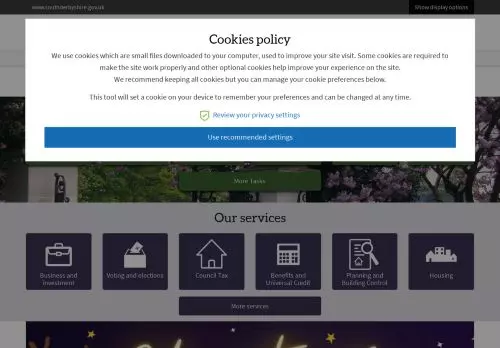 www.southderbyshire.gov.uk
Show display options
Cookies policy
We use cookies which are small files downloaded to your computer, used to improve your site visit. Some cookies are required to
make the site work properly and other optional cookies help improve your experience on the site.
We recommend keeping all cookies but you can manage your cookie preferences below.
This tool will set a cookie on your device to remember your preferences and can be changed at any time.
Review your privacy settings
Use recommended settings
More Tasks
Our services
Business and Investment
Voting and elections
Council Tax
Benefits and Universal Credit
Planning and Building Control
Housing
More services